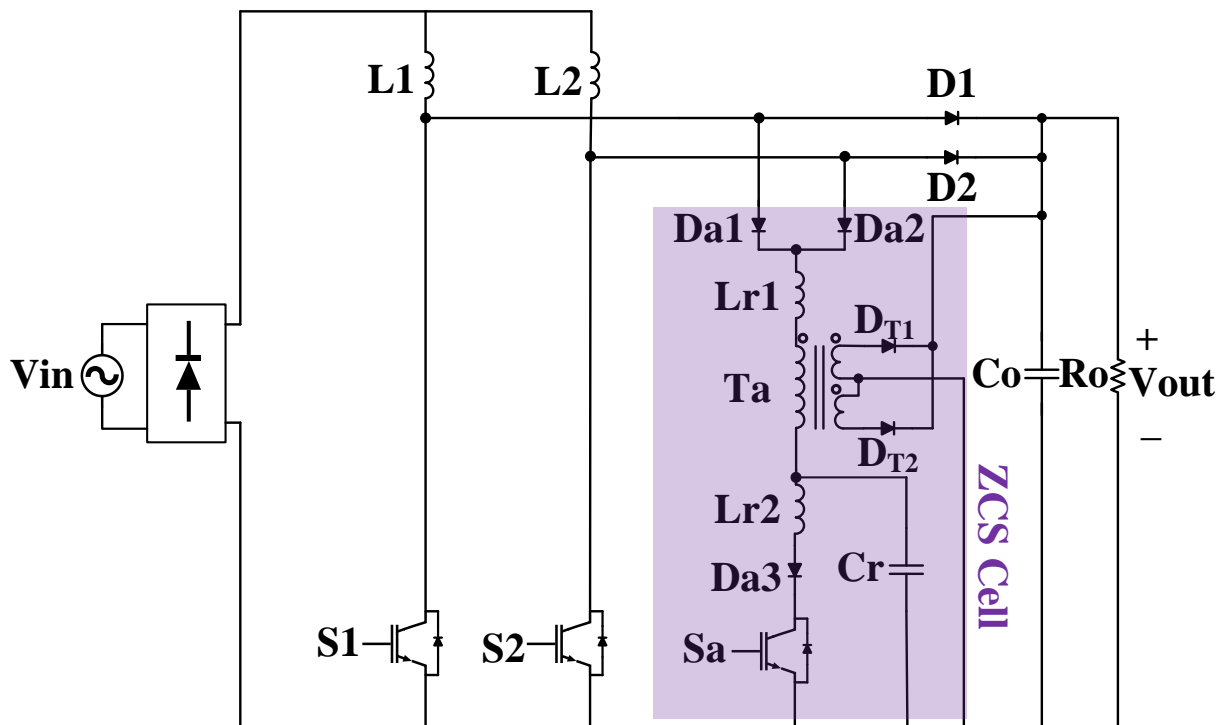 L1
L2
D1
D2
Da1
Da2
Lr1
DT1
Vin
Ta
Co
Ro
+
Vout
−
DT2
Lr2
ZCS Cell
Da3
Cr
S1
S2
Sa